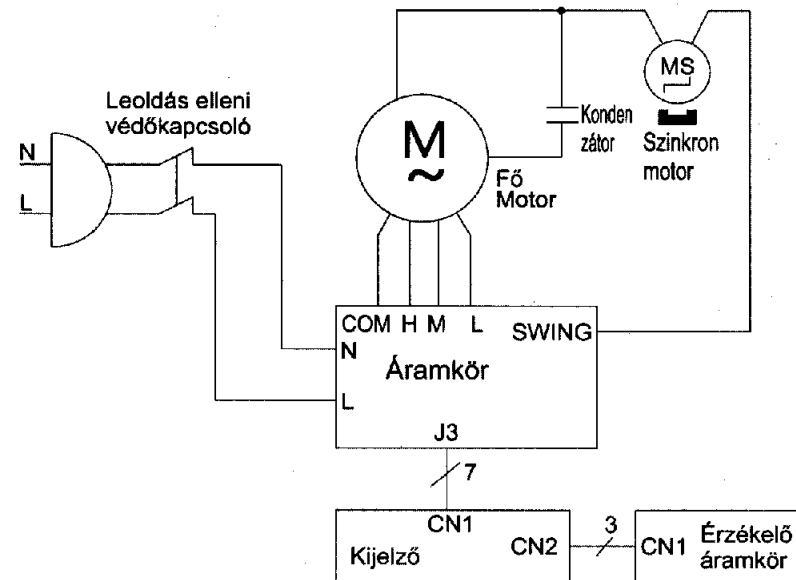 Leoldás elleni
védőkapcsoló
N
L
M
~
Fő
Motor
Konden
zátor
MS
Szinkron
motor
COM H M L
SWING
N
Áramkör
L
J3
7
CN1
Kijelző
CN2
3
CN1
Érzékelő
áramkör